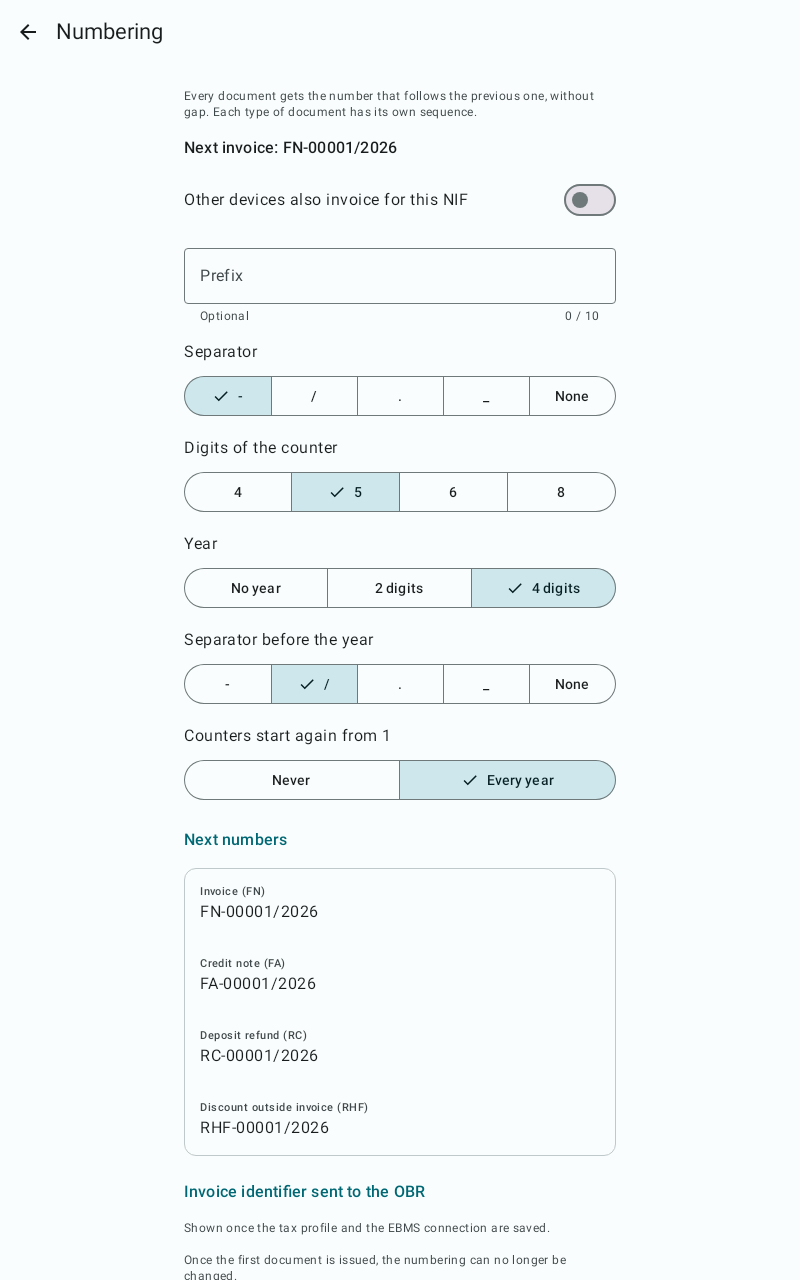 Numbering
Every document gets the number that follows the previous one, without
gap. Each type of document has its own sequence.
Next invoice: FN-00001/2026
Other devices also invoice for this NIF
Prefix
Optional 0 / 10
Separator
- / . _ None
Digits of the counter
4 5 6 8
Year
No year 2 digits 4 digits
Separator before the year
- / . _ None
Counters start again from 1
Never Every year
Next numbers
Invoice (FN)
FN-00001/2026
Credit note (FA)
FA-00001/2026
Deposit refund (RC)
RC-00001/2026
Discount outside invoice (RHF)
RHF-00001/2026
Invoice identifier sent to the OBR
Shown once the tax profile and the EBMS connection are saved.
Once the first document is issued, the numbering can no longer be
changed.